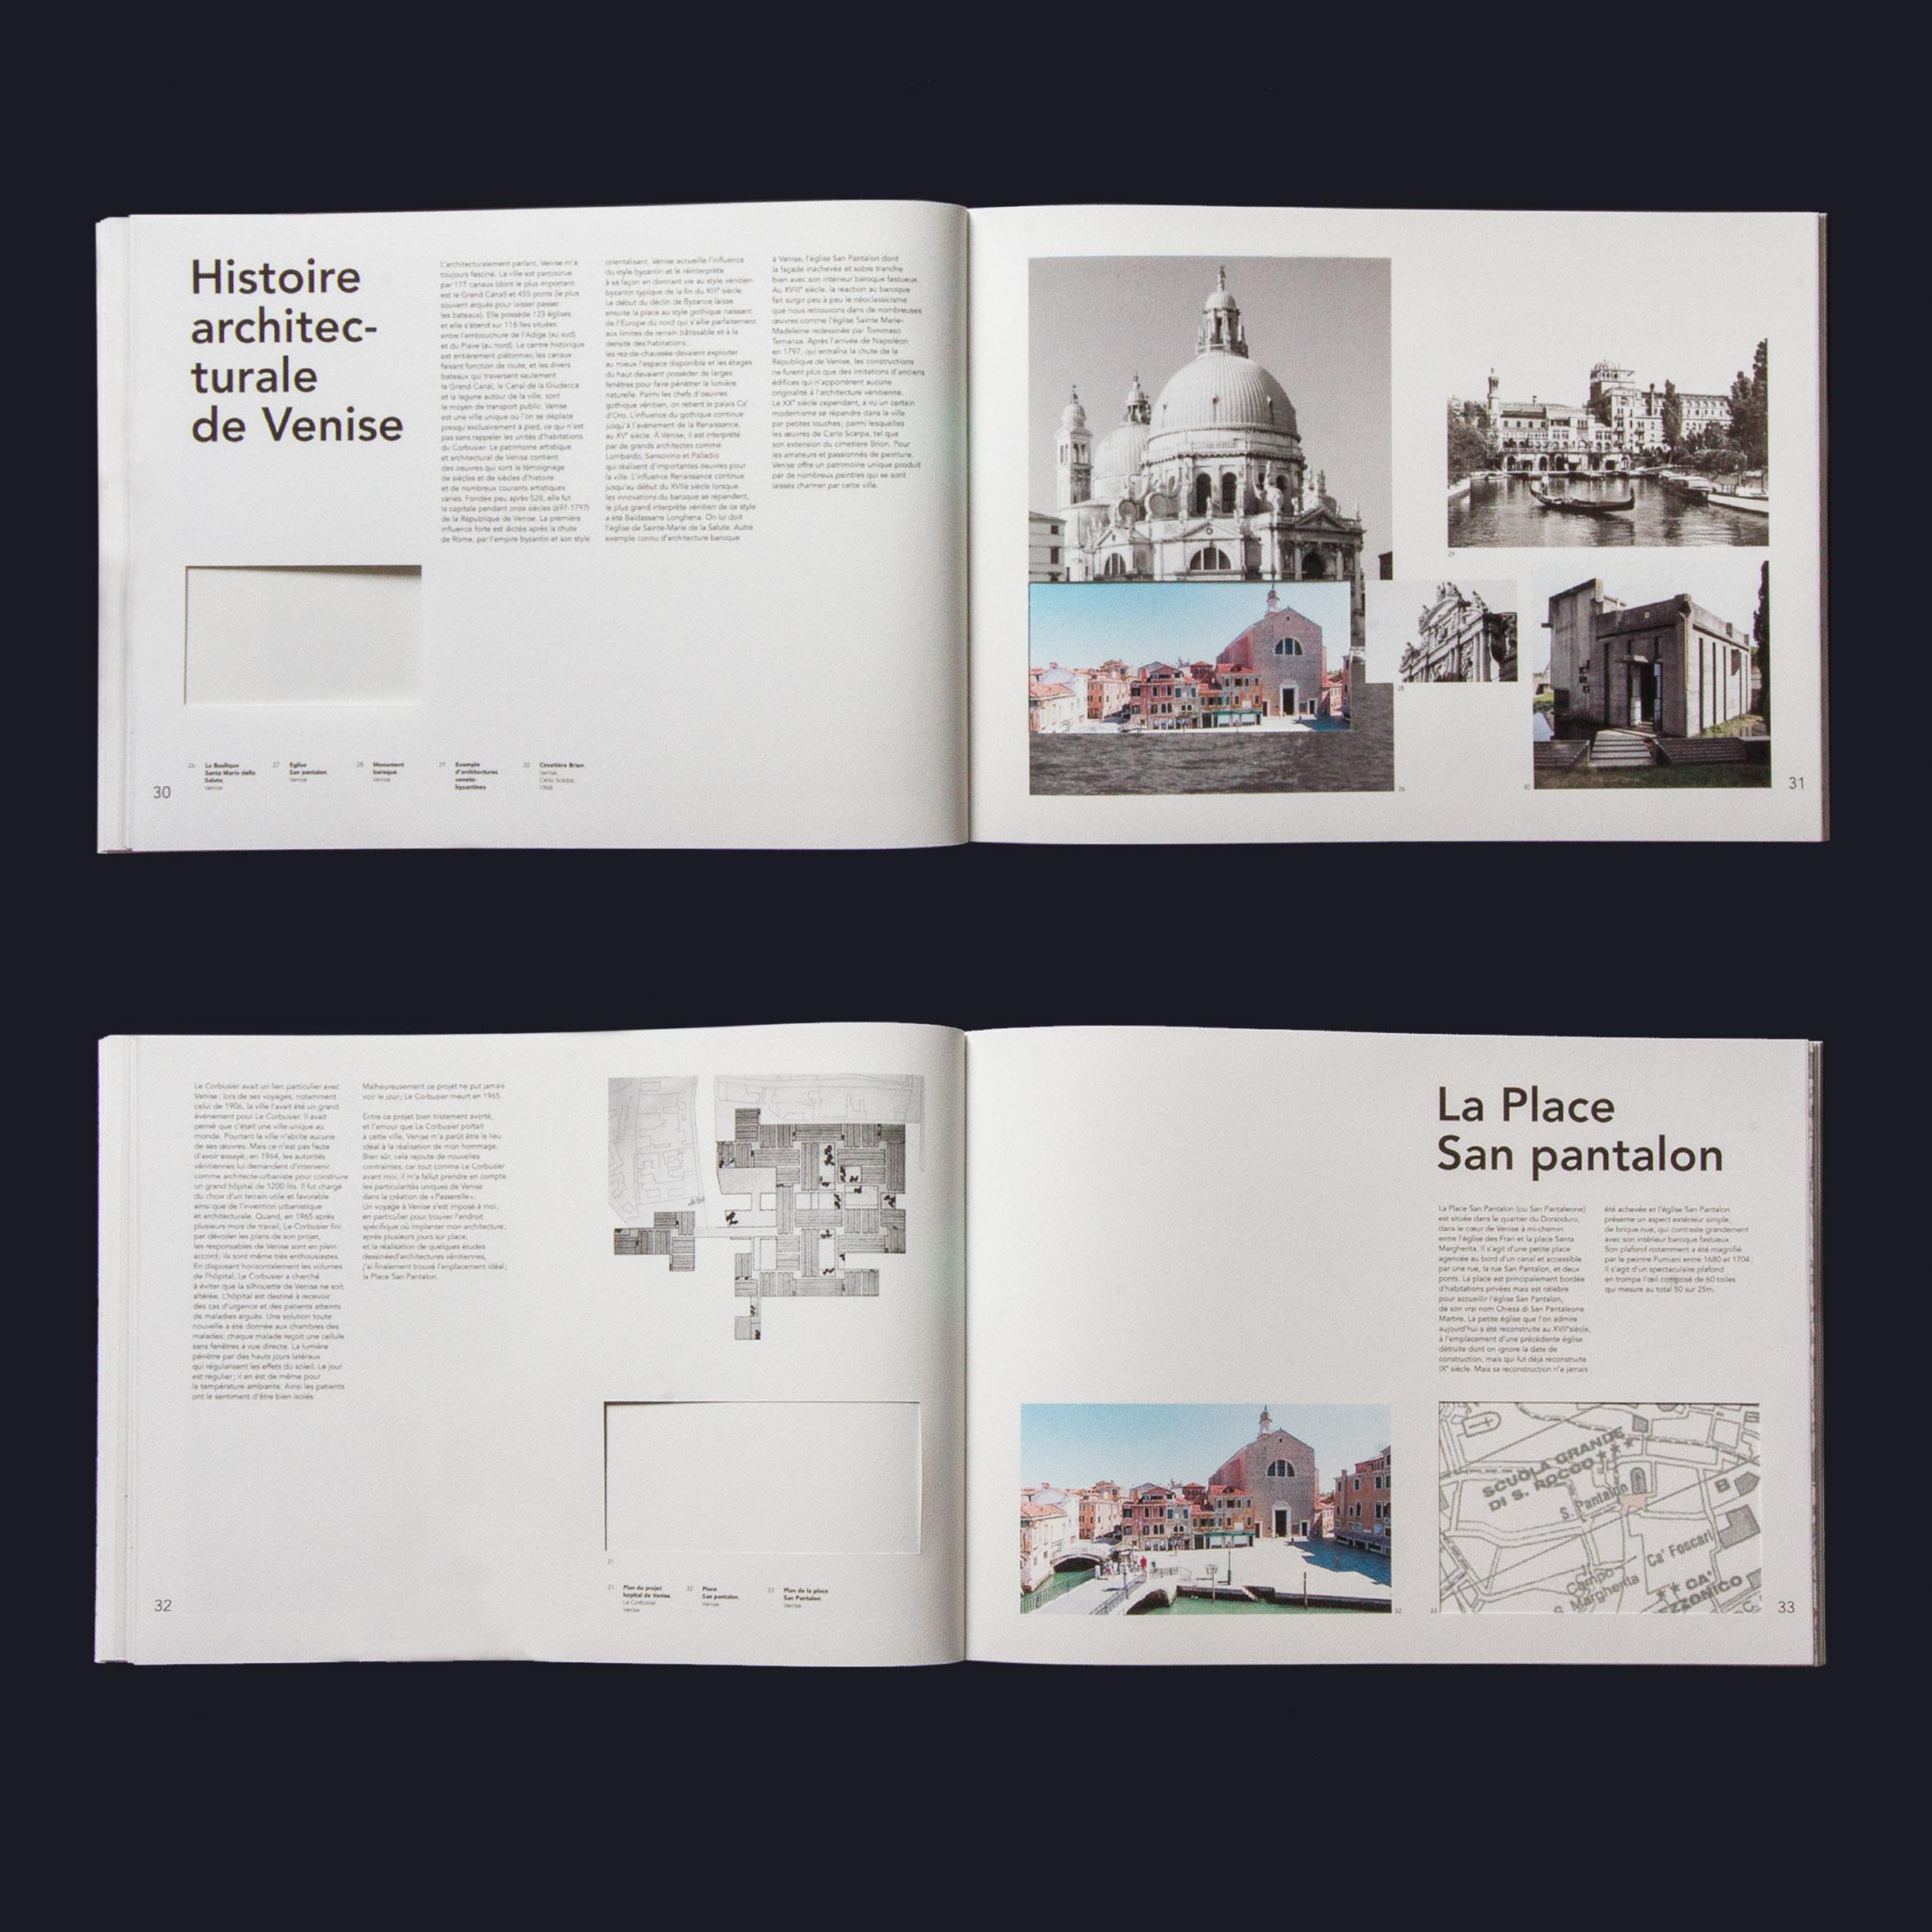 Histoire
architec-
turale
de Venise
L'architecturalement parlant, Venise m'a
toujours fasciné. La ville est parcourue
par 177 canaux (dont le plus important
est le Grand Canal) et 455 ponts (le plus
souvent arqués pour laisser passer
les bateaux). Elle possède 123 églises
et elle s'étend sur 118 îles situées
entre l'embouchure de l'Adige (au sud)
et du Piave (au nord). Le centre historique
est entièrement piétonnier, les canaux
faisant fonction de route, et les divers
bateaux qui traversent seulement
le Grand Canal, le Canal de la Giudecca
et la lagune autour de la ville, sont
le moyen de transport public. Venise
est une ville unique où l'on se déplace
presqu'exclusivement à pied, ce qui n'est
pas sans rappeler les unités d'habitations
du Corbusier. Le patrimoine artistique
et architectural de Venise contient
des oeuvres qui sont le témoignage
de siècles et de siècles d'histoire
et de nombreux courants artistiques
variés. Fondée peu après 528, elle fut
la capitale pendant onze siècles (697-1797)
de la République de Venise. La première
influence forte est dictée après la chute
de Rome, par l'empire byzantin et son style
orientalisant. Venise accueille l'influence
du style byzantin et le réinterprète
à sa façon en donnant vie au style vénitien-
byzantin typique de la fin du XIIIe siècle.
Le début du déclin de Byzance laisse
ensuite la place au style gothique naissant
de l'Europe du nord qui s'allie parfaitement
aux limites de terrain bâtissable et à la
densité des habitations:
les rez-de-chaussée devaient exploiter
au mieux l'espace disponible et les étages
du haut devaient posséder de larges
fenêtres pour faire pénétrer la lumière
naturelle. Parmi les chefs d'oeuvres
gothique vénitien, on retient le palais Ca'
d'Oro. L'influence du gothique continue
jusqu'à l'avènement de la Renaissance,
au XVe siècle. À Venise, il est interprété
par de grands architectes comme
Lombardo, Sansovino et Palladio
qui réalisent d'importantes oeuvres pour
la ville. L'influence Renaissance continue
jusqu'au début du XVIIe siècle lorsque
les innovations du baroque se répandent,
le plus grand interprète vénitien de ce style
a été Baldassarre Longhena. On lui doit
l'église de Sainte-Marie de la Salute. Autre
exemple connu d'architecture baroque
à Venise, l'église San Pantalon dont
la façade inachevée et sobre tranche
bien avec son intérieur baroque fastueux.
Au XVIIIe siècle, la réaction au baroque
fait surgir peu à peu le néoclassicisme
que nous retrouvons dans de nombreuses
œuvres comme l'église Sainte Marie-
Madeleine redessinée par Tommaso
Temanza. Après l'arrivée de Napoléon
en 1797, qui entraîna la chute de la
République de Venise, les constructions
ne furent plus que des imitations d'anciens
édifices qui n'apportèrent aucune
originalité à l'architecture vénitienne.
Le XXe siècle cependant, a vu un certain
modernisme se répandre dans la ville
par petites touches; parmi lesquelles
les œuvres de Carlo Scarpa, tel que
son extension du cimetière Brion. Pour
les amateurs et passionnés de peinture,
Venise offre un patrimoine unique produit
par de nombreux peintres qui se sont
laissés charmer par cette ville.
26 La Basilique
Santa Maria della
Salute
Venise
27 Eglise
San pantalon,
Venise
28 Monument
baroque
Venise
29 Exemple
d'architectures
veneto-
byzantines
30 Cimetière Brion,
Venise,
Carlo Scarpa,
1968
30
29
28
26
30
31
Le Corbusier avait un lien particulier avec
Venise; lors de ses voyages, notamment
celui de 1906, la ville l'avait été un grand
événement pour Le Corbusier. Il avait
pensé que c'était une ville unique au
monde. Pourtant la ville n'abrite aucune
de ses œuvres. Mais ce n'est pas faute
d'avoir essayé; en 1964, les autorités
vénitiennes lui demandent d'intervenir
comme architecte-urbaniste pour construire
un grand hôpital de 1200 lits. Il fut chargé
du choix d'un terrain utile et favorable
ainsi que de l'invention urbanistique
et architecturale. Quand, en 1965 après
plusieurs mois de travail, Le Corbusier fini
par dévoiler les plans de son projet,
les responsables de Venise sont en plein
accord; ils sont même très enthousiastes.
En disposant horizontalement les volumes
de l'hôpital, Le Corbusier a cherché
à éviter que la silhouette de Venise ne soit
altérée. L'hôpital est destiné à recevoir
des cas d'urgence et des patients atteints
de maladies aiguës. Une solution toute
nouvelle a été donnée aux chambres des
malades: chaque malade reçoit une cellule
sans fenêtres à vue directe. La lumière
pénètre par des hauts jours latéraux
qui régularisent les effets du soleil. Le jour
est régulier; il en est de même pour
la température ambiante. Ainsi les patients
ont le sentiment d'être bien isolés.
Malheureusement ce projet ne put jamais
voir le jour; Le Corbusier meurt en 1965.
Entre ce projet bien tristement avorté,
et l'amour que Le Corbusier portait
à cette ville, Venise m'a parût être le lieu
idéal à la réalisation de mon hommage.
Bien sûr, cela rajoute de nouvelles
contraintes, car tout comme Le Corbusier
avant moi, il m'a fallut prendre en compte
les particularités uniques de Venise
dans la création de «Passerelle».
Un voyage à Venise s'est imposé à moi;
en particulier pour trouver l'endroit
spécifique où implanter mon architecture;
après plusieurs jours sur place,
et la réalisation de quelques études
dessinéed'architectures vénitiennes,
j'ai finalement trouvé l'emplacement idéal;
la Place San Pantalon.
31
31 Plan du projet
hopital de Venise,
Le Corbusier
Venise
32 Place
San pantalon,
Venise
33 Plan de la place
San Pantalon
Venise
32
La Place
San pantalon
La Place San Pantalon (ou San Pantaleone)
est située dans le quartier du Dorsoduro,
dans le cœur de Venise à mi-chemin
entre l'église des Frari et la place Santa
Margherita. Il s'agit d'une petite place
agencée au bord d'un canal et accessible
par une rue, la rue San Pantalon, et deux
ponts. La place est principalement bordée
d'habitations privées mais est célèbre
pour accueillir l'église San Pantalon,
de son vrai nom Chiesa di San Pantaleone
Martire. La petite église que l'on admire
aujourd'hui a été reconstruite au XVIIesiècle,
à l'emplacement d'une précédente église
détruite dont on ignore la date de
construction, mais qui fut déjà reconstruite
IXe siècle. Mais sa reconstruction n'a jamais
été achevée et l'église San Pantalon
présente un aspect extérieur simple,
de brique nue, qui contraste grandement
avec son intérieur baroque fastueux.
Son plafond notamment a été magnifié
par le peintre Fumiani entre 1680 et 1704;
il s'agit d'un spectaculaire plafond
en trompe l'œil composé de 60 toiles
qui mesure au total 50 sur 25m.
SCUOLA GRANDE
DI S. ROCCO
S. Pantalon
B
Ca' Foscari
Campo
S. Margherita
CA'
EZZONICO
C.
32
33
33